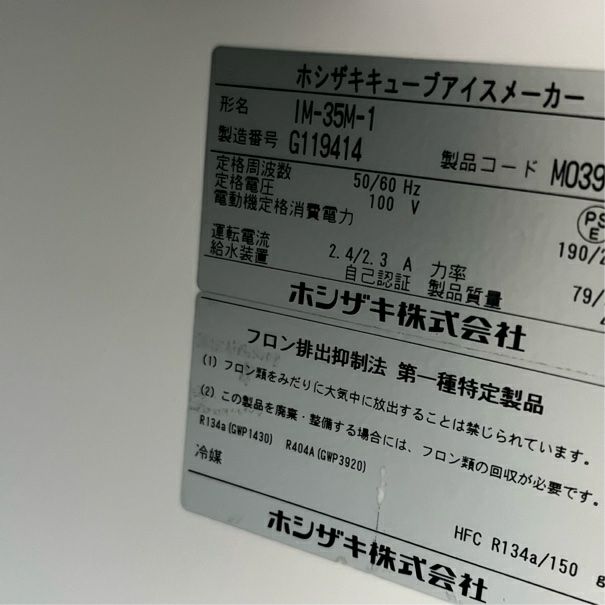 ホシザキキューブアイスメーカー
形名 IM-35M-1
製造番号 G119414 製品コード M039
定格周波数 50/60 Hz
定格電圧 100 V
電動機定格消費電力 190/2
運転電流 2.4/2.3 A 力率 79/
給水装置 自己認証 製品質量
ホシザキ株式会社
PS
E
フロン排出抑制法 第一種特定製品
(1) フロン類をみだりに大気中に放出することは禁じられています。
(2) この製品を廃棄・整備する場合には、フロン類の回収が必要です。
R134a(GWP1430) R404A(GWP3920)
冷媒 HFC R134a/150 g
ホシザキ株式会社